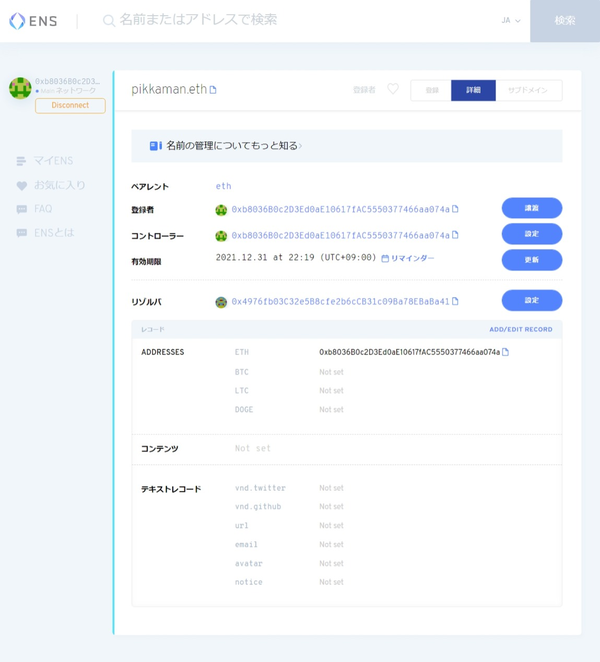 ENS
名前またはアドレスで検索
JA
検索
0xb8036B0c2D3...
Main ネットワーク
Disconnect
マイENS
お気に入り
FAQ
ENSとは
pikkaman.eth
登録者
登録
詳細
サブドメイン
名前の管理についてもっと知る
ペアレント eth
登録者 0xb8036B0c2D3Ed0aE10617fAC5550377466aa074a 譲渡
コントローラー 0xb8036B0c2D3Ed0aE10617fAC5550377466aa074a 設定
有効期限 2021.12.31 at 22:19 (UTC+09:00) リマインダー 更新
リゾルバ 0x4976fb03C32e5B8cfe2b6cCB31c09Ba78EBaBa41 設定
レコード ADD/EDIT RECORD
ADDRESSES ETH 0xb8036B0c2D3Ed0aE10617fAC5550377466aa074a
BTC Not set
LTC Not set
DOGE Not set
コンテンツ Not set
テキストレコード vnd.twitter Not set
vnd.github Not set
url Not set
email Not set
avatar Not set
notice Not set